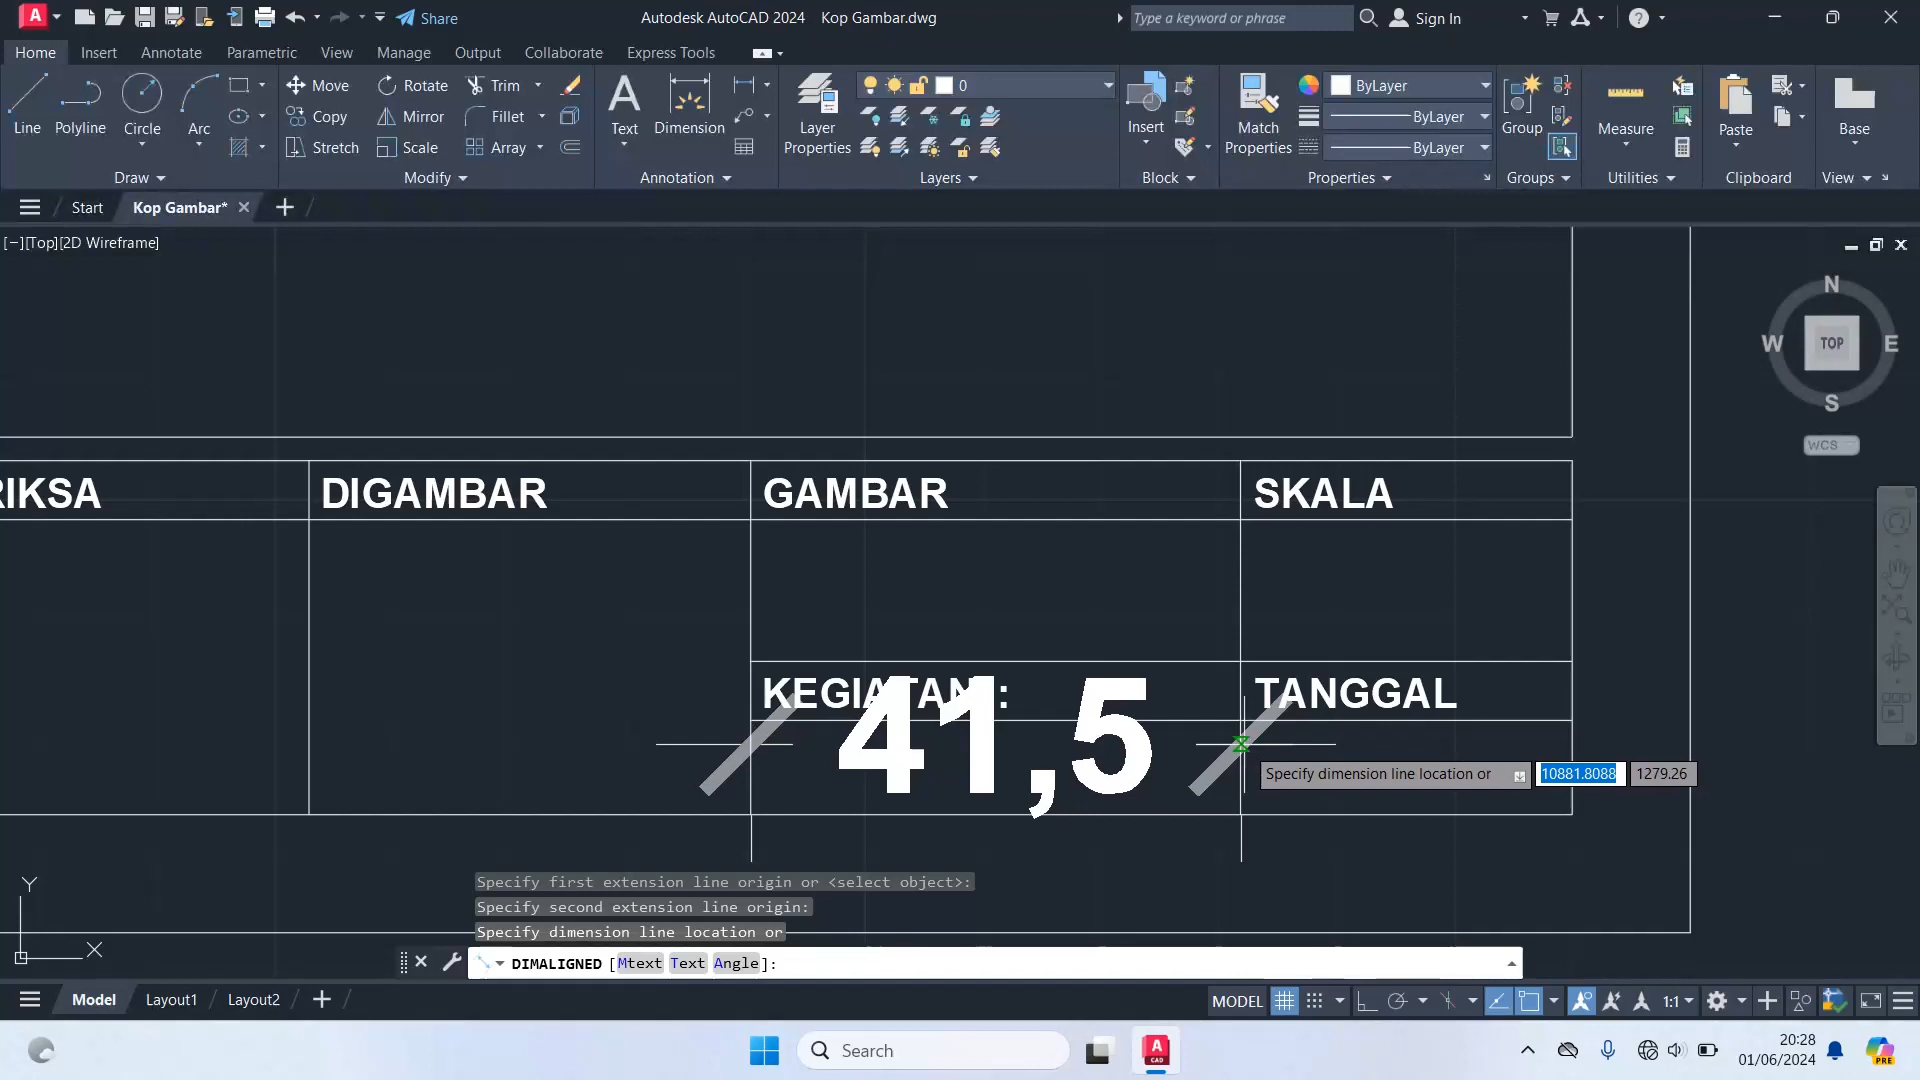 Share
Autodesk AutoCAD 2024 Kop Gambar.dwg
Type a keyword or phrase
Sign In
Home Insert Annotate Parametric View Manage Output Collaborate Express Tools
Line Polyline Circle Arc
Move Rotate Trim
Copy Mirror Fillet
Stretch Scale Array
Text Dimension
Layer Properties
0
Insert
Match Properties
ByLayer
ByLayer
ByLayer
Group
Measure
Paste
Base
Draw Modify Annotation Layers Block Properties Groups Utilities Clipboard View
Start Kop Gambar*
[−][Top][2D Wireframe]
N
W TOP E
S
WCS
RIKSA DIGAMBAR GAMBAR SKALA
KEGIATAN : TANGGAL
41,5
Specify dimension line location or 10881.8088 1279.26
Y
X
Specify first extension line origin or <select object>:
Specify second extension line origin:
Specify dimension line location or
DIMALIGNED [Mtext Text Angle]:
Model Layout1 Layout2
MODEL 1:1
Search
A CAD
20:28
01/06/2024
PRE